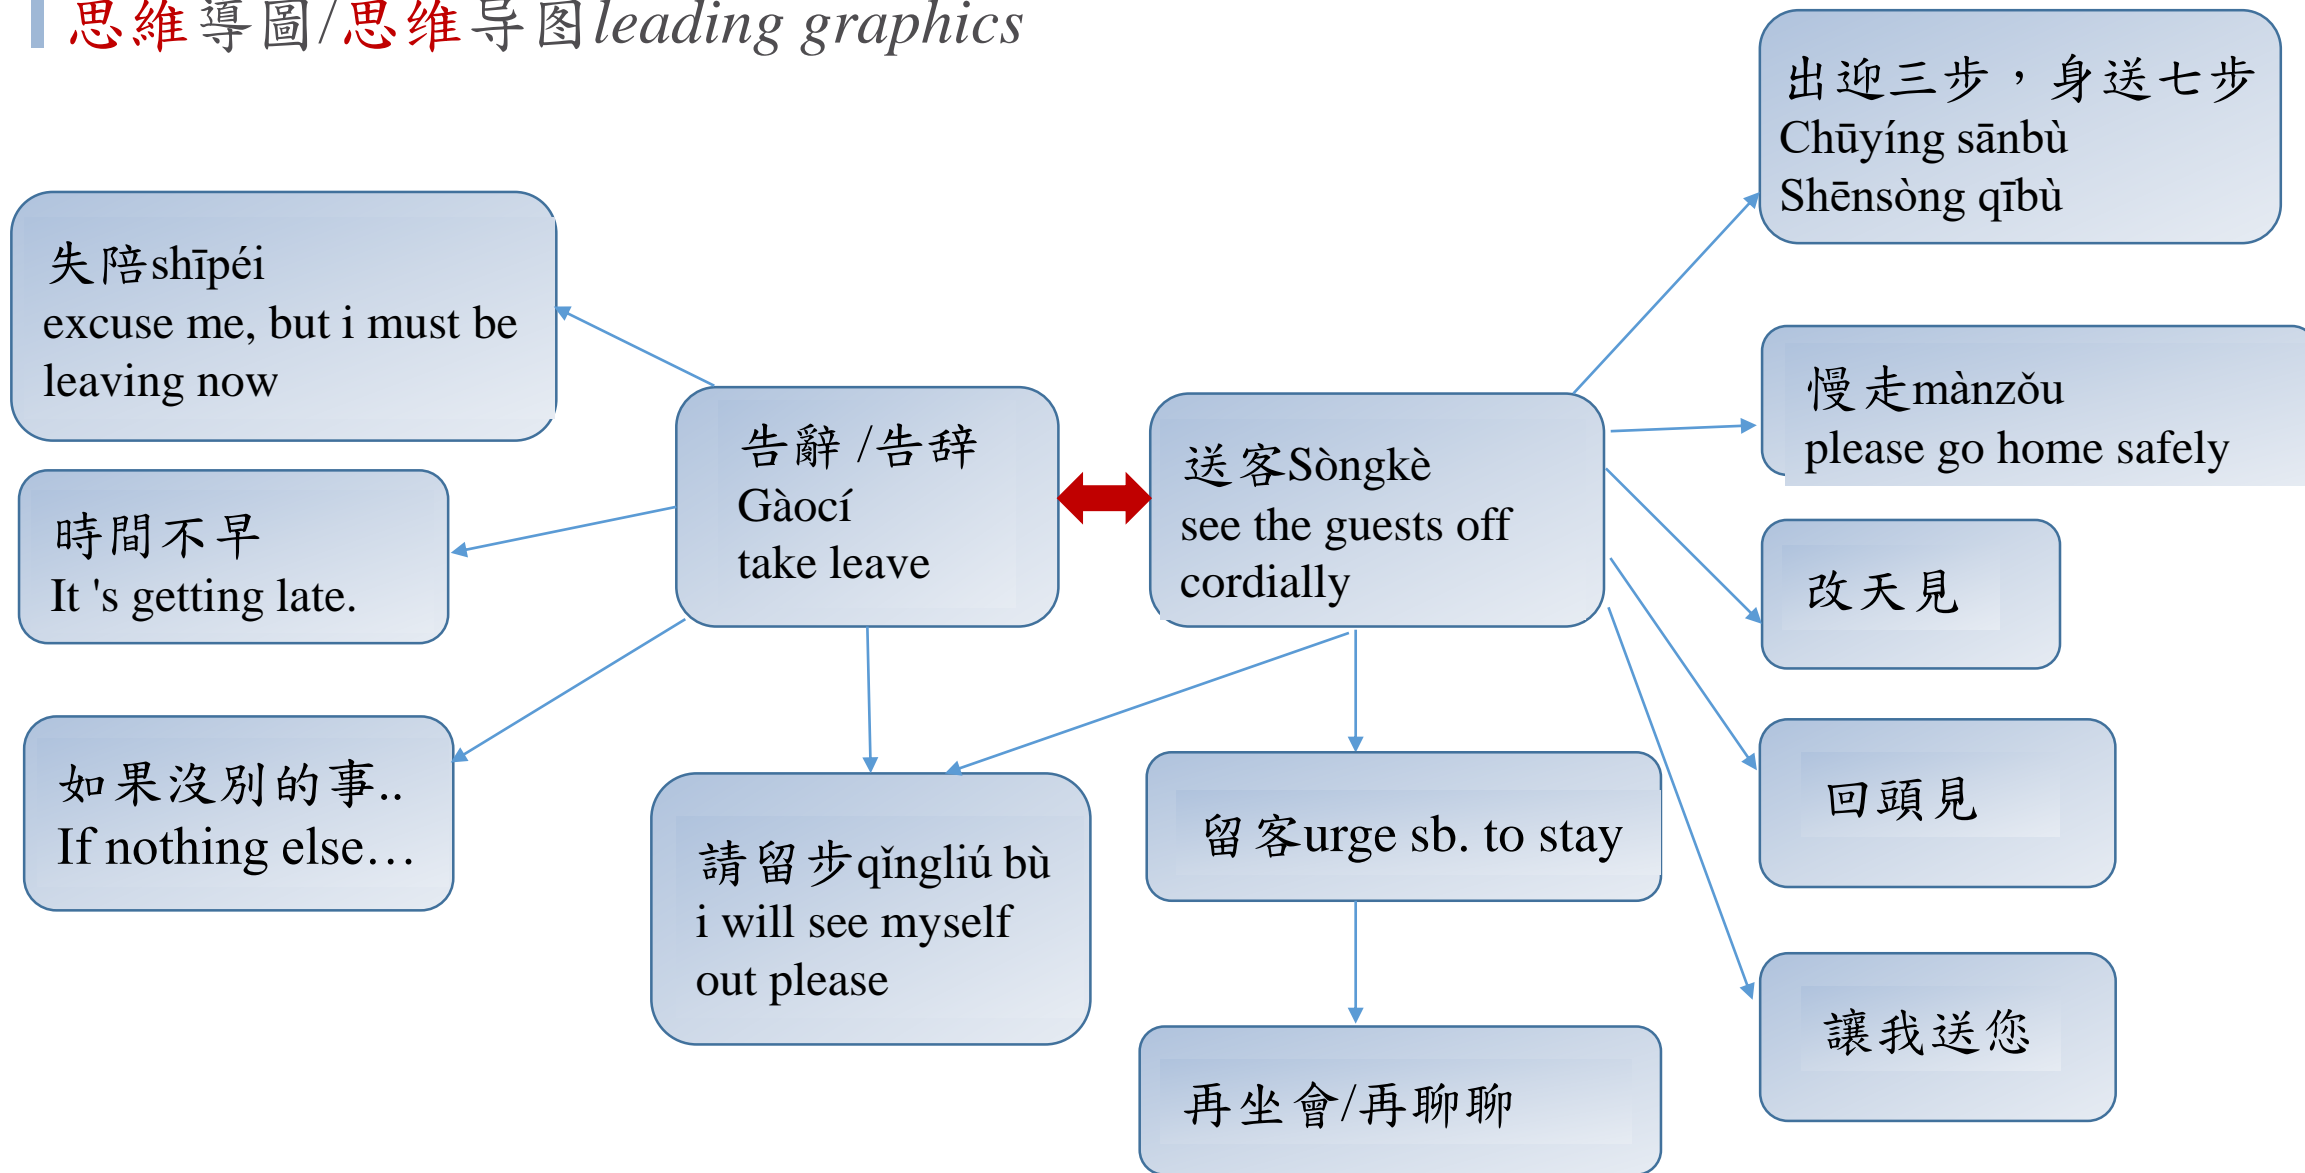 思維導圖/思维导图leading graphics
出迎三步，身送七步
Chūyíng sānbù
Shēnsòng qībù
失陪shīpéi
excuse me, but i must be
leaving now
慢走mànzǒu
please go home safely
告辭 /告辞
Gàocí
take leave
送客Sòngkè
see the guests off
cordially
時間不早
It 's getting late.
改天見
如果沒別的事..
If nothing else…
回頭見
請留步qǐngliú bù
i will see myself
out please
留客urge sb. to stay
讓我送您
再坐會/再聊聊